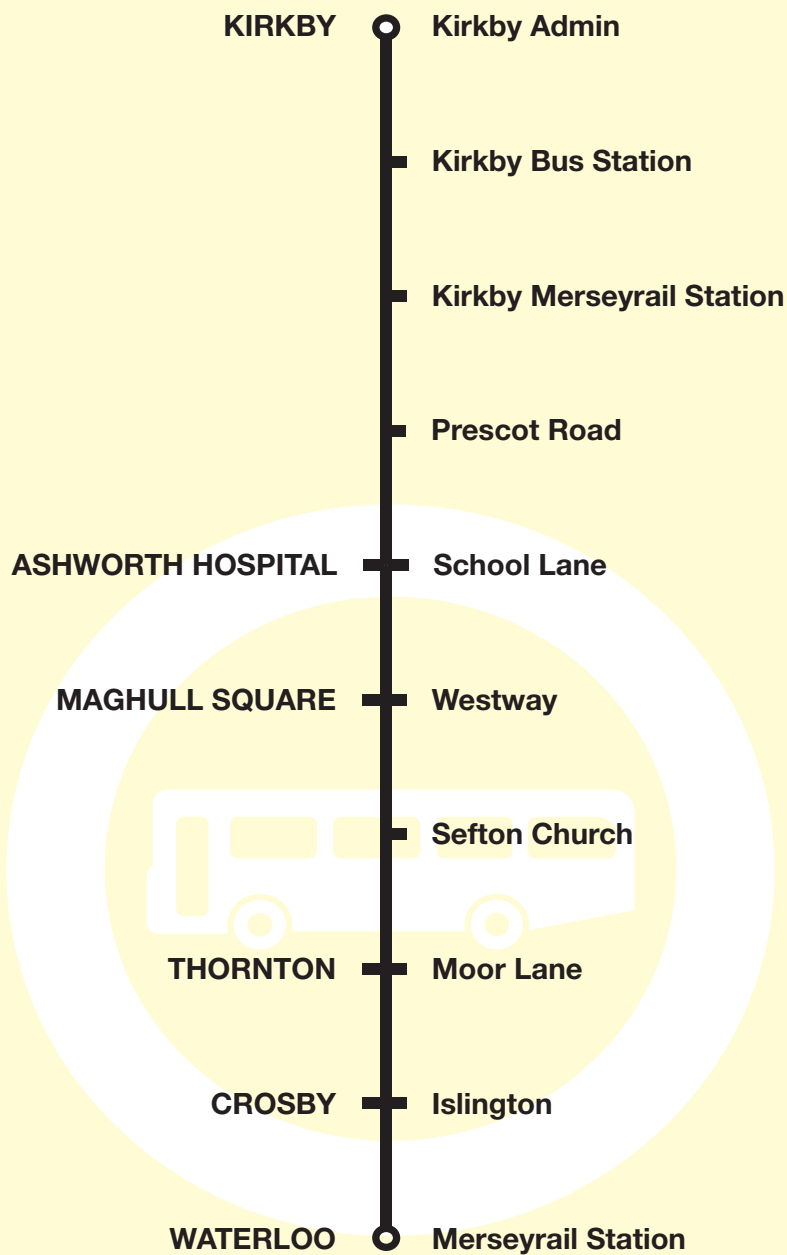 KIRKBY Kirkby Admin
Kirkby Bus Station
Kirkby Merseyrail Station
Prescot Road
ASHWORTH HOSPITAL School Lane
MAGHULL SQUARE Westway
Sefton Church
THORNTON Moor Lane
CROSBY Islington
WATERLOO Merseyrail Station